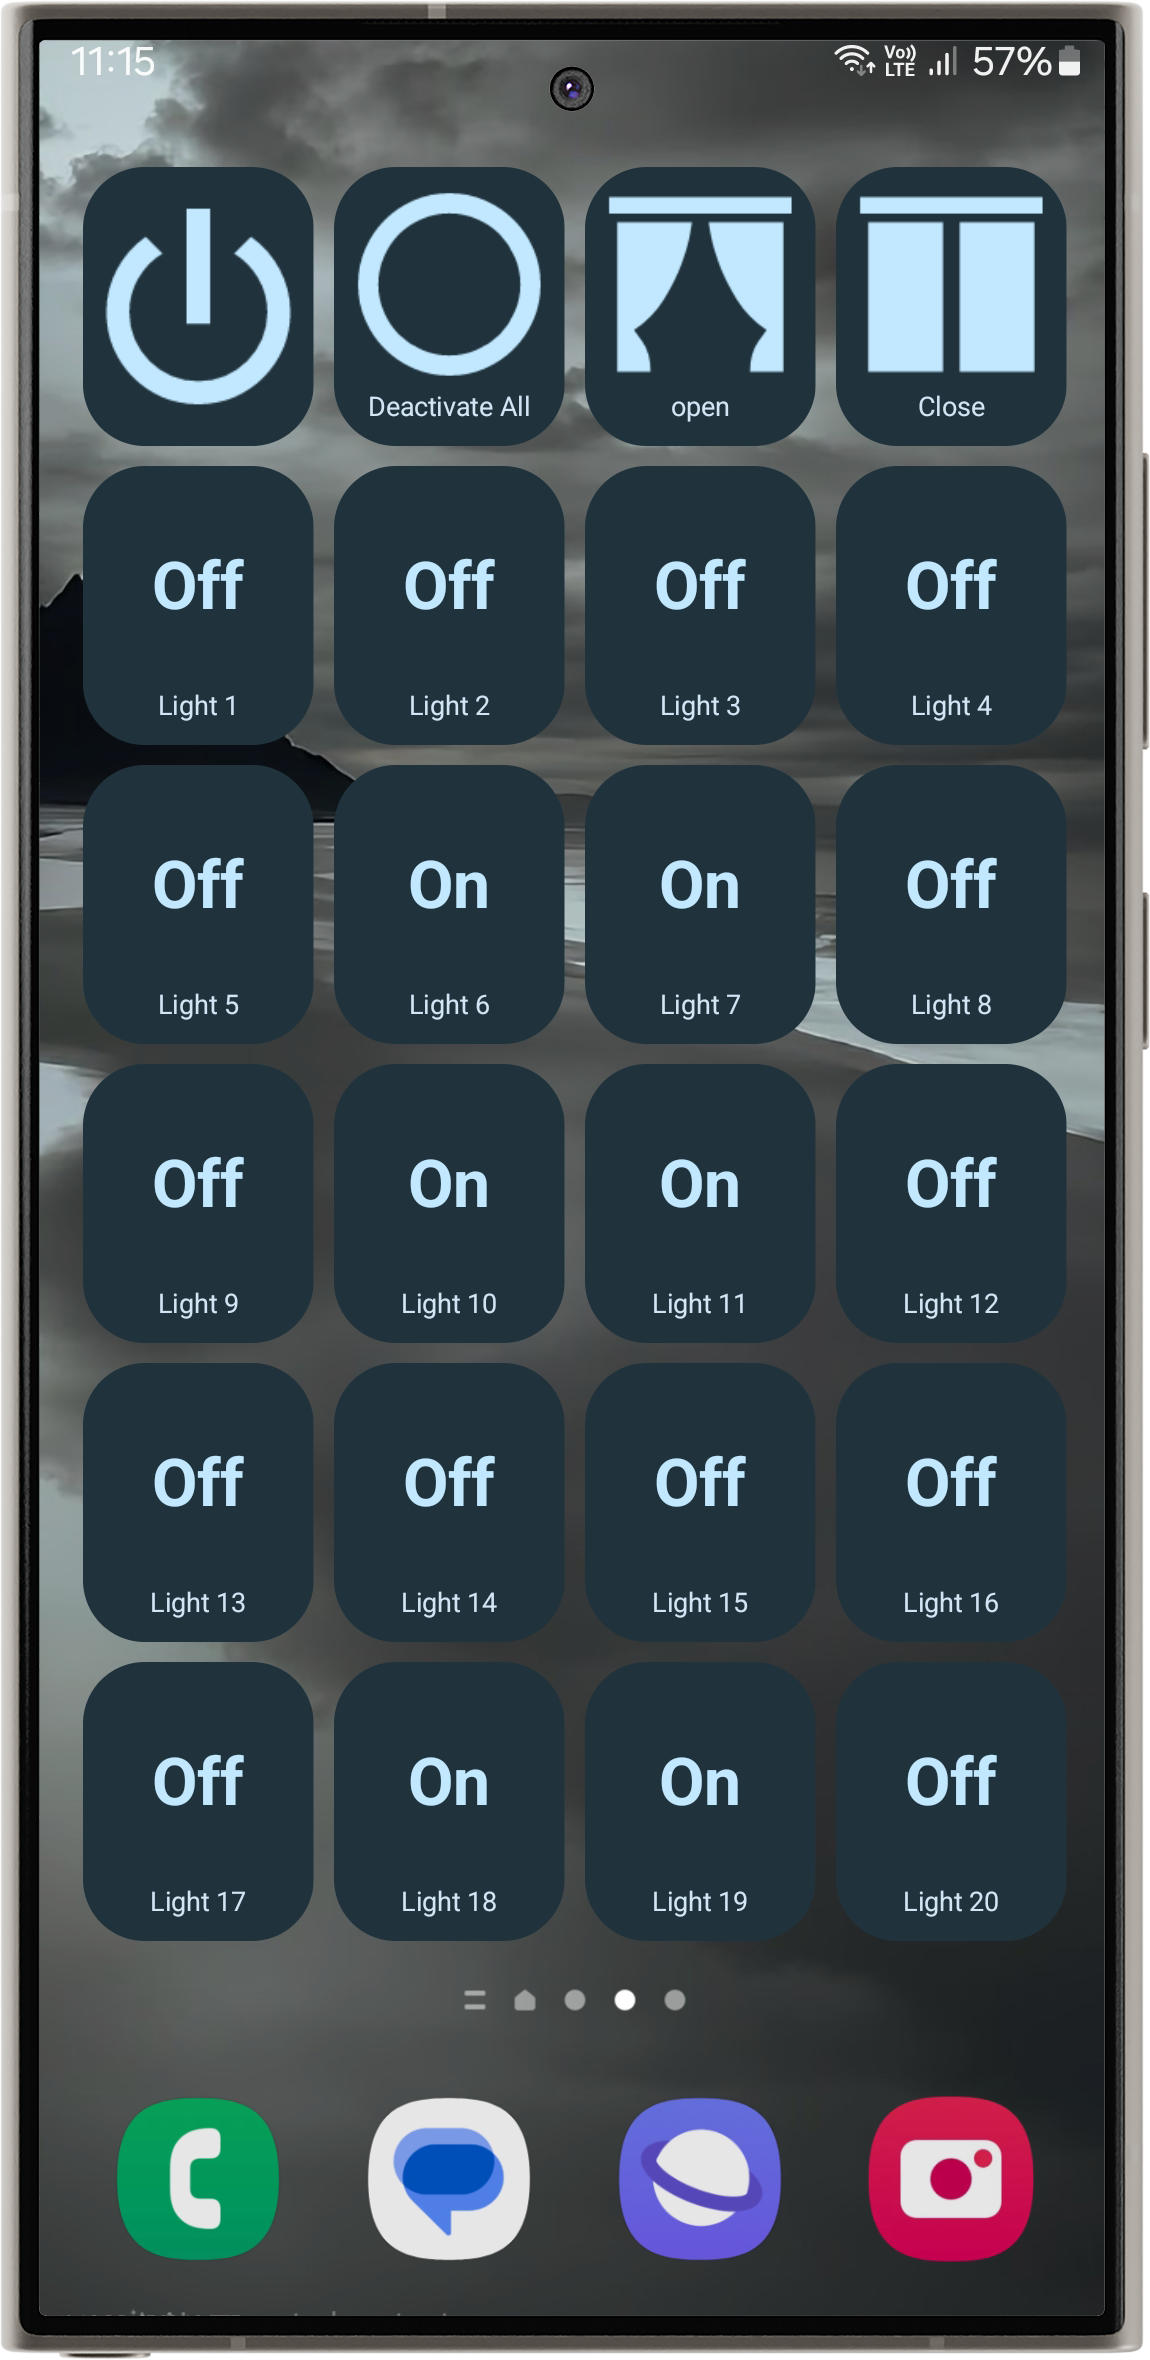 11:15 Vo)) LTE 57%
Deactivate All open Close
Off Off Off Off
Light 1 Light 2 Light 3 Light 4
Off On On Off
Light 5 Light 6 Light 7 Light 8
Off On On Off
Light 9 Light 10 Light 11 Light 12
Off Off Off Off
Light 13 Light 14 Light 15 Light 16
Off On On Off
Light 17 Light 18 Light 19 Light 20